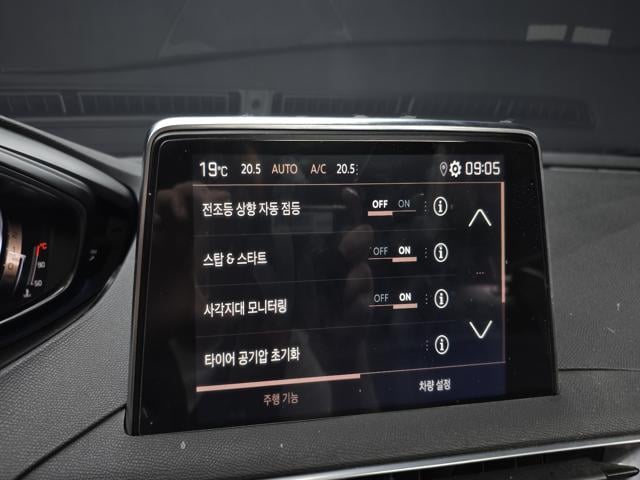 19°C 20.5 AUTO A/C 20.5 09:05
전조등 상향 자동 점등 OFF ON
스탑 & 스타트 OFF ON
사각지대 모니터링 OFF ON
타이어 공기압 초기화
주행 기능 차량 설정
°C
90
50